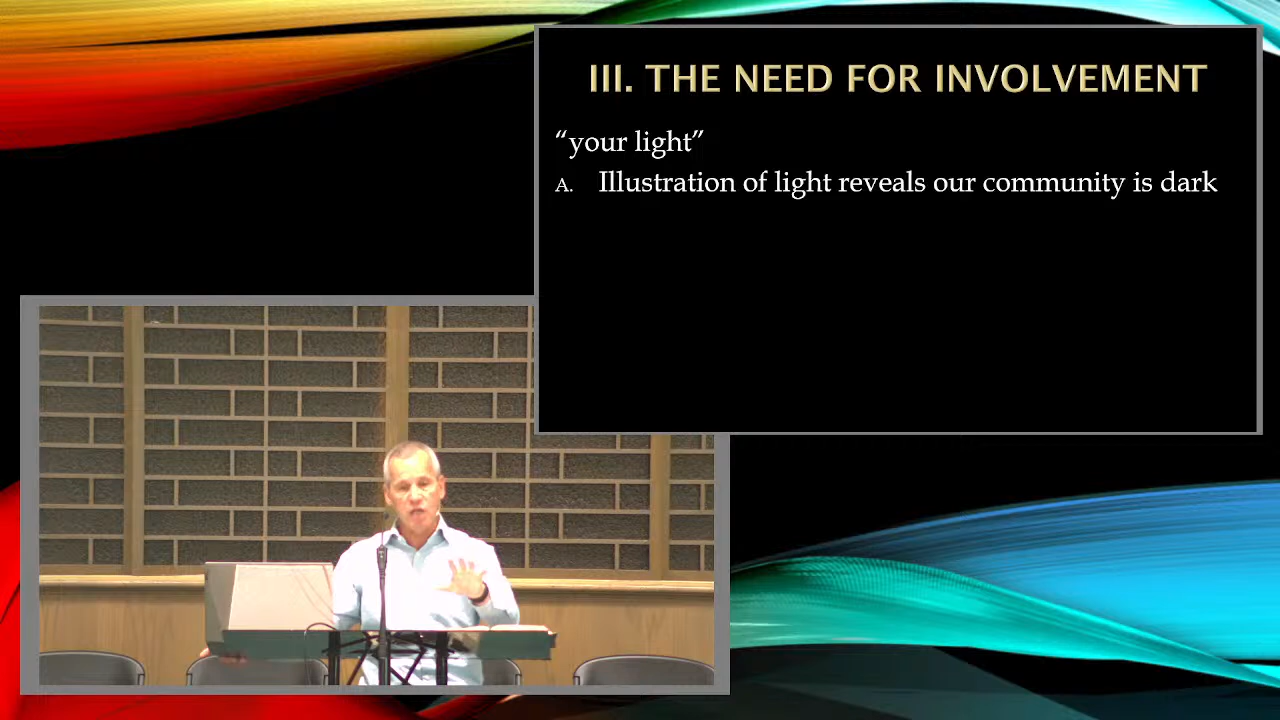 III. THE NEED FOR INVOLVEMENT
“your light”
A. Illustration of light reveals our community is dark